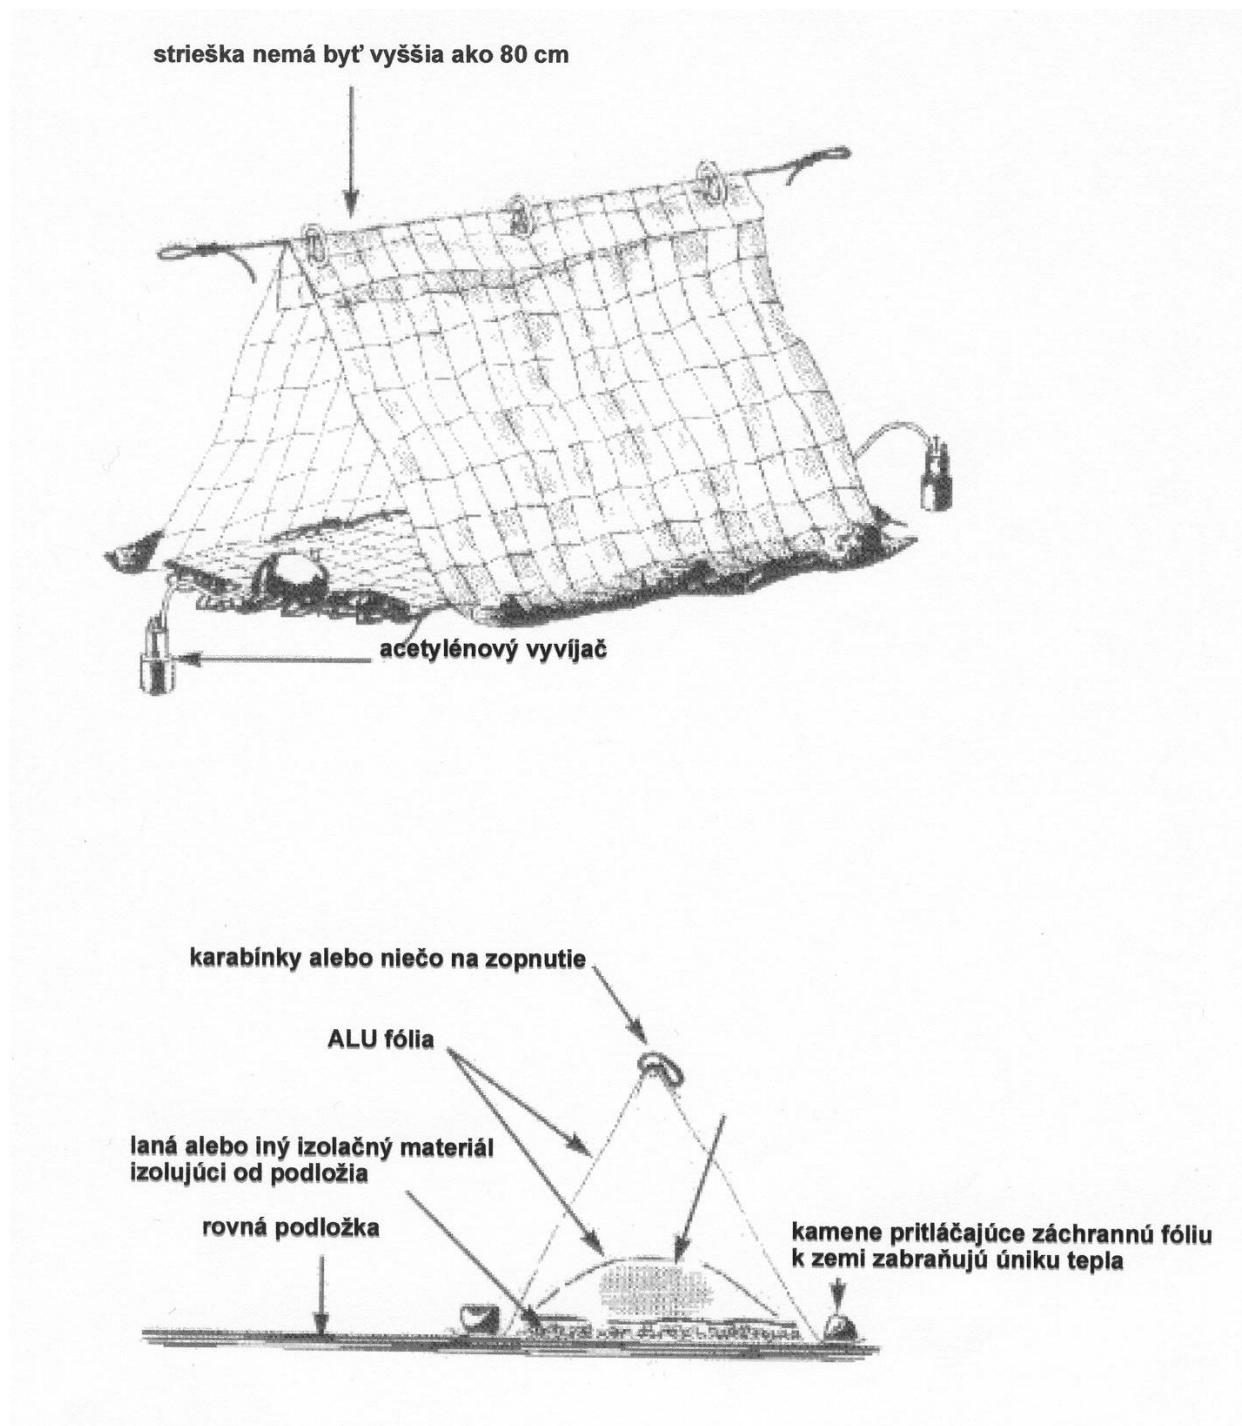 strieška nemá byť vyššia ako 80 cm
acetylénový vyvíjač
karabínky alebo niečo na zopnutie
ALU fólia
laná alebo iný izolačný materiál
izolujúci od podložia
rovná podložka
kamene pritláčajúce záchrannú fóliu
k zemi zabraňujú úniku tepla